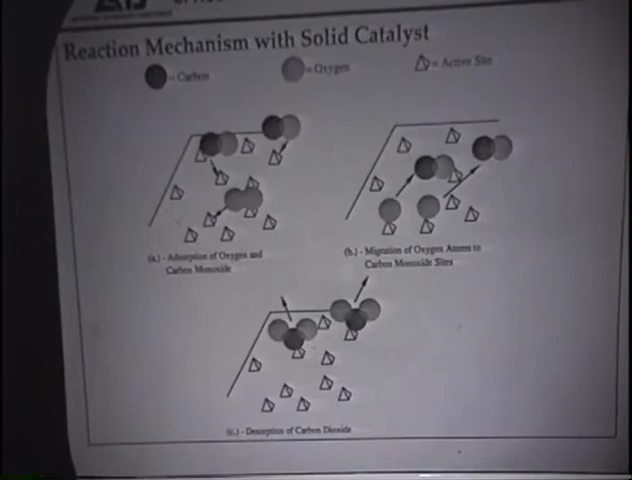 Reaction Mechanism with Solid Catalyst
= Carbon
= Oxygen
= Active Site
(a.) - Adsorption of Oxygen and
Carbon Monoxide
(b.) - Migration of Oxygen Atoms to
Carbon Monoxide Sites
(c.) - Desorption of Carbon Dioxide